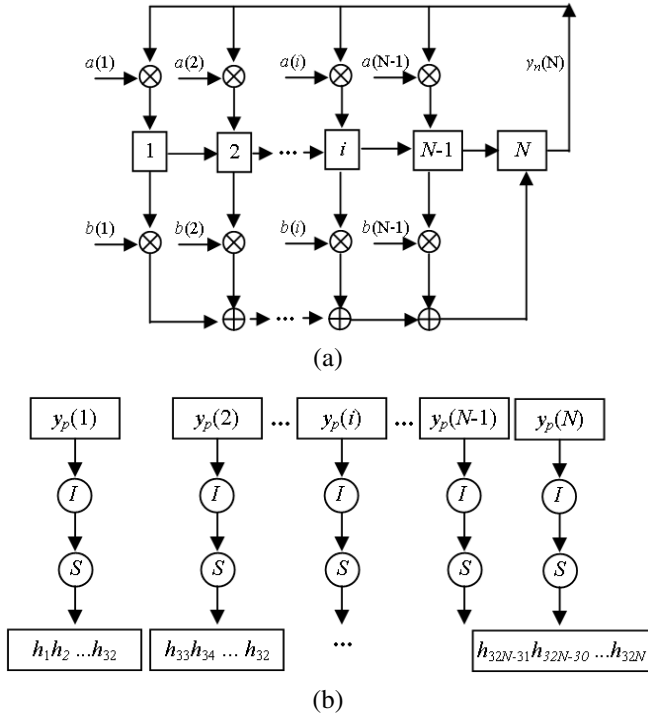 a(1) a(2) a(i) a(N-1) y_n(N)
1 2 ... i N-1 N
b(1) b(2) b(i) b(N-1)
...
(a)
y_p(1) y_p(2) ... y_p(i) ... y_p(N-1) y_p(N)
I I I I I
S S S S S
h_1h_2 ...h_32 h_33h_34 ... h_32 ... h_32N-31h_32N-30 ...h_32N
(b)